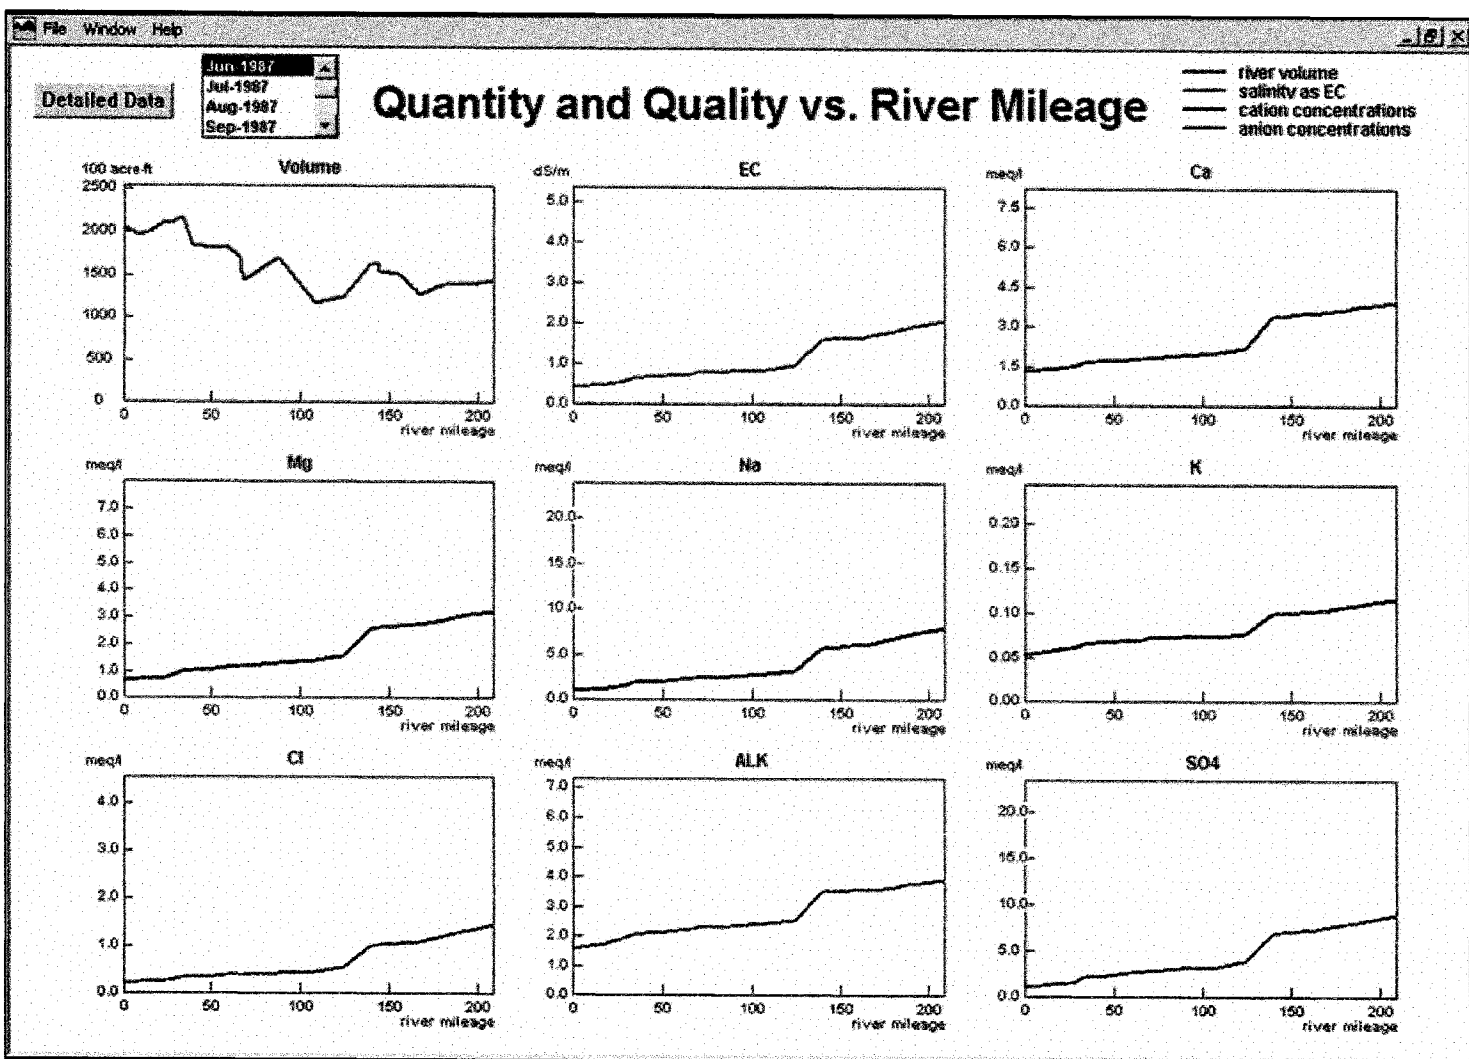 File Window Help
Detailed Data
Jun-1987
Jul-1987
Aug-1987
Sep-1987
Quantity and Quality vs. River Mileage
river volume
salinity as EC
cation concentrations
anion concentrations
100 acre-ft
Volume
2500
2000
1500
1000
500
0
0 50 100 150 200
river mileage
dS/m
EC
5.0
4.0
3.0
2.0
1.0
0.0
0 50 100 150 200
river mileage
meq/l
Ca
7.5
6.0
4.5
3.0
1.5
0.0
0 50 100 150 200
river mileage
meq/l
Mg
7.0
6.0
5.0
4.0
3.0
2.0
1.0
0.0
0 50 100 150 200
river mileage
meq/l
Na
20.0
15.0
10.0
5.0
0.0
0 50 100 150 200
river mileage
meq/l
K
0.20
0.15
0.10
0.05
0.00
0 50 100 150 200
river mileage
meq/l
Cl
4.0
3.0
2.0
1.0
0.0
0 50 100 150 200
river mileage
meq/l
ALK
7.0
6.0
5.0
4.0
3.0
2.0
1.0
0.0
0 50 100 150 200
river mileage
meq/l
SO4
20.0
15.0
10.0
5.0
0.0
0 50 100 150 200
river mileage